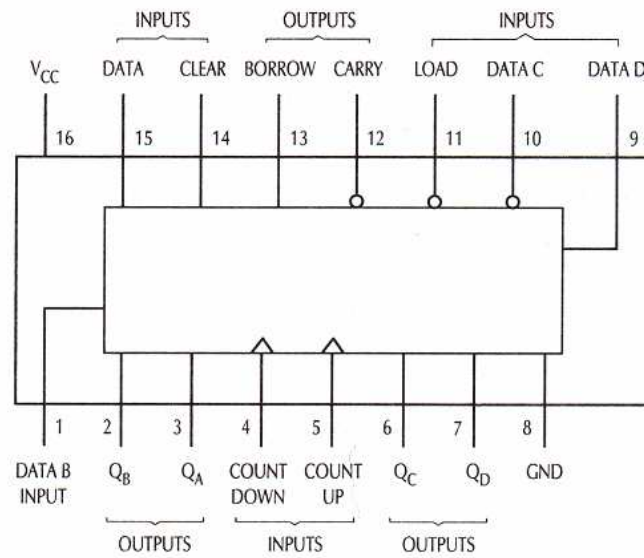 INPUTS OUTPUTS INPUTS
V_CC DATA CLEAR BORROW CARRY LOAD DATA C DATA D
16 15 14 13 12 11 10 9
1 2 3 4 5 6 7 8
DATA B INPUT Q_B Q_A COUNT DOWN COUNT UP Q_C Q_D GND
OUTPUTS INPUTS OUTPUTS